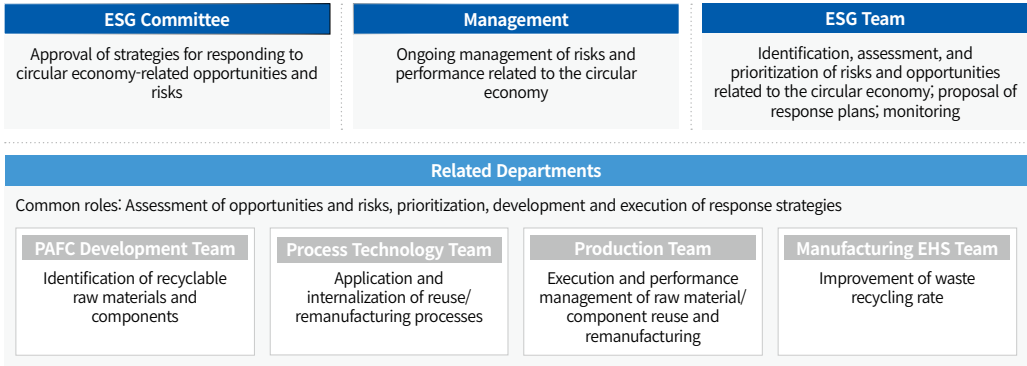 ESG Committee
Approval of strategies for responding to
circular economy-related opportunities and
risks
Management
Ongoing management of risks and
performance related to the circular
economy
ESG Team
Identification, assessment, and
prioritization of risks and opportunities
related to the circular economy; proposal of
response plans; monitoring
Related Departments
Common roles: Assessment of opportunities and risks, prioritization, development and execution of response strategies
PAFC Development Team
Identification of recyclable
raw materials and
components
Process Technology Team
Application and
internalization of reuse/
remanufacturing processes
Production Team
Execution and performance
management of raw material/
component reuse and
remanufacturing
Manufacturing EHS Team
Improvement of waste
recycling rate